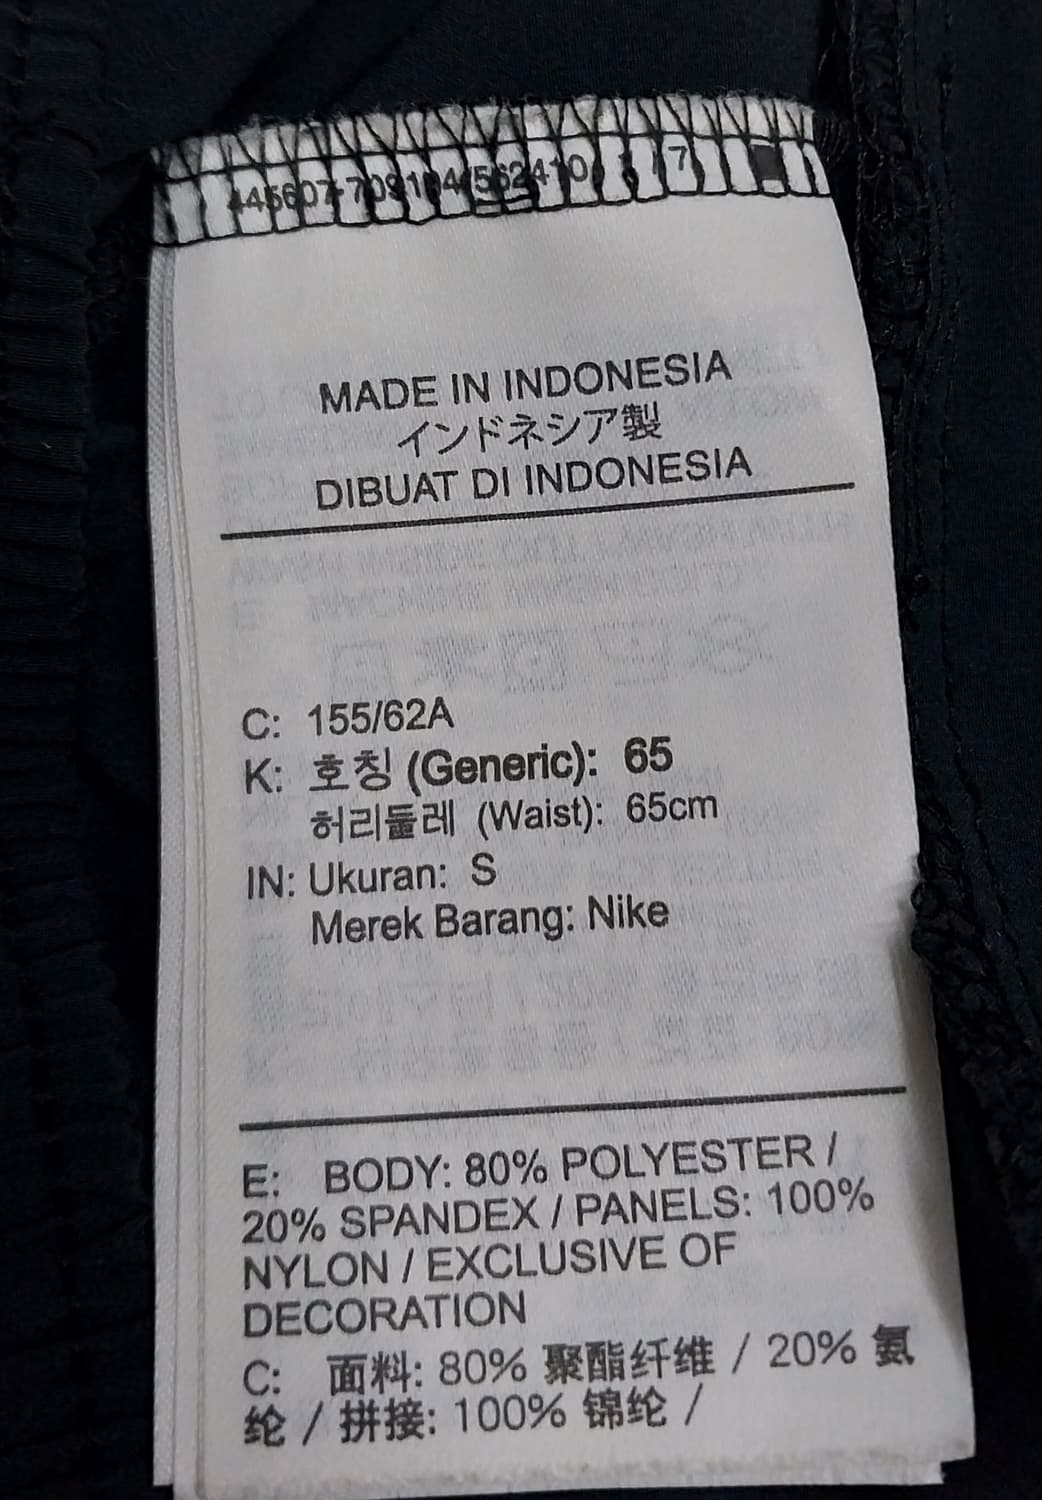 MADE IN INDONESIA
インドネシア製
DIBUAT DI INDONESIA
C: 155/62A
K: 호칭 (Generic): 65
허리둘레 (Waist): 65cm
IN: Ukuran: S
Merek Barang: Nike
E: BODY: 80% POLYESTER /
20% SPANDEX / PANELS: 100%
NYLON / EXCLUSIVE OF
DECORATION
C: 面料: 80% 聚酯纤维 / 20% 氨
纶 / 拼接: 100% 锦纶 /